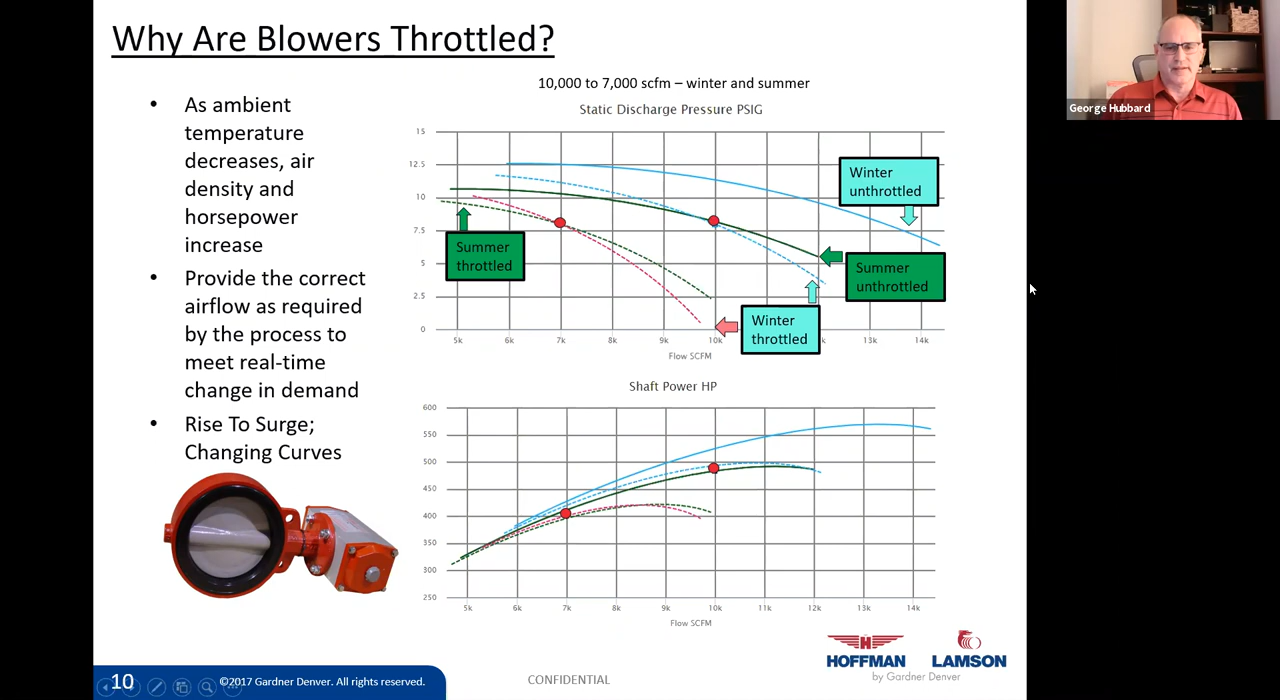 Why Are Blowers Throttled?
• As ambient
temperature
decreases, air
density and
horsepower
increase
• Provide the correct
airflow as required
by the process to
meet real-time
change in demand
• Rise To Surge;
Changing Curves
10,000 to 7,000 scfm – winter and summer
Static Discharge Pressure PSIG
15
12.5
10
7.5
5
2.5
0
5k 6k 7k 8k 9k 10k 13k 14k
Flow SCFM
Winter
unthrottled
Summer
throttled
Summer
unthrottled
Winter
throttled
Shaft Power HP
600
550
500
450
400
350
300
250
5k 6k 7k 8k 9k 10k 11k 12k 13k 14k
Flow SCFM
HOFFMAN LAMSON
by Gardner Denver
10 ©2017 Gardner Denver. All rights reserved.
CONFIDENTIAL
George Hubbard